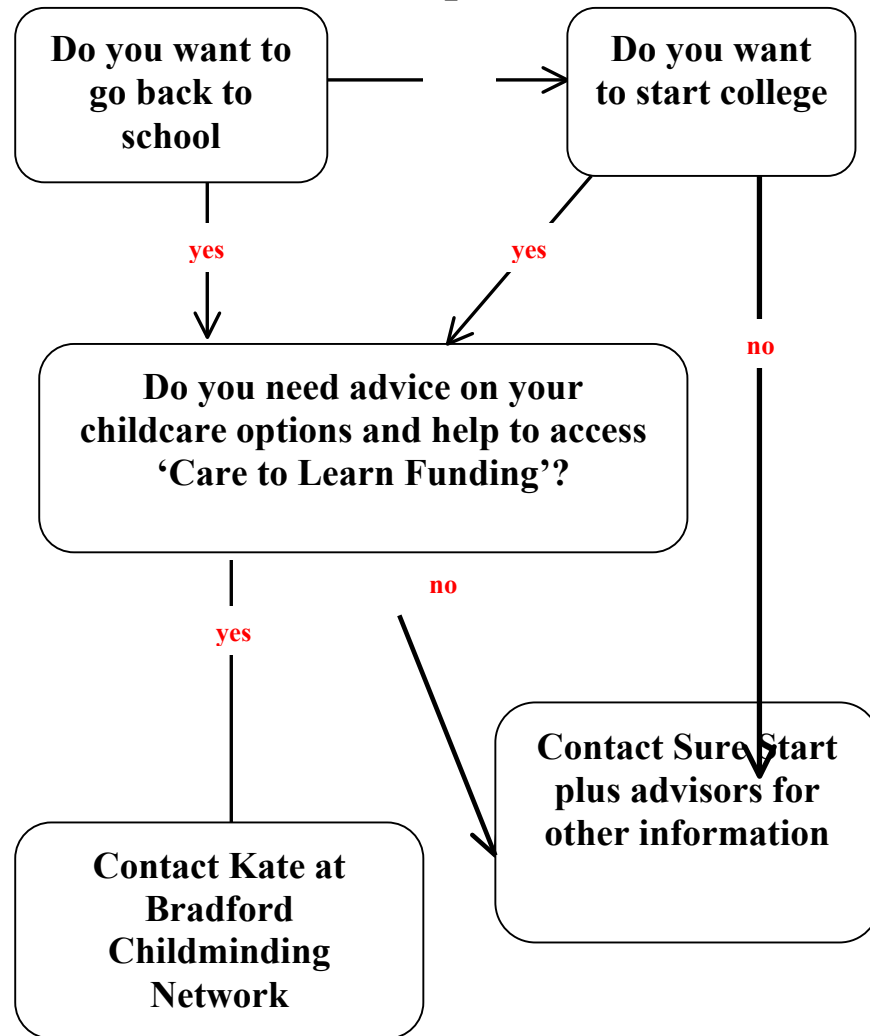 Do you want to
go back to
school
Do you want
to start college
yes
yes
no
Do you need advice on your
childcare options and help to access
‘Care to Learn Funding’?
no
yes
Contact Sure Start
plus advisors for
other information
Contact Kate at
Bradford
Childminding
Network